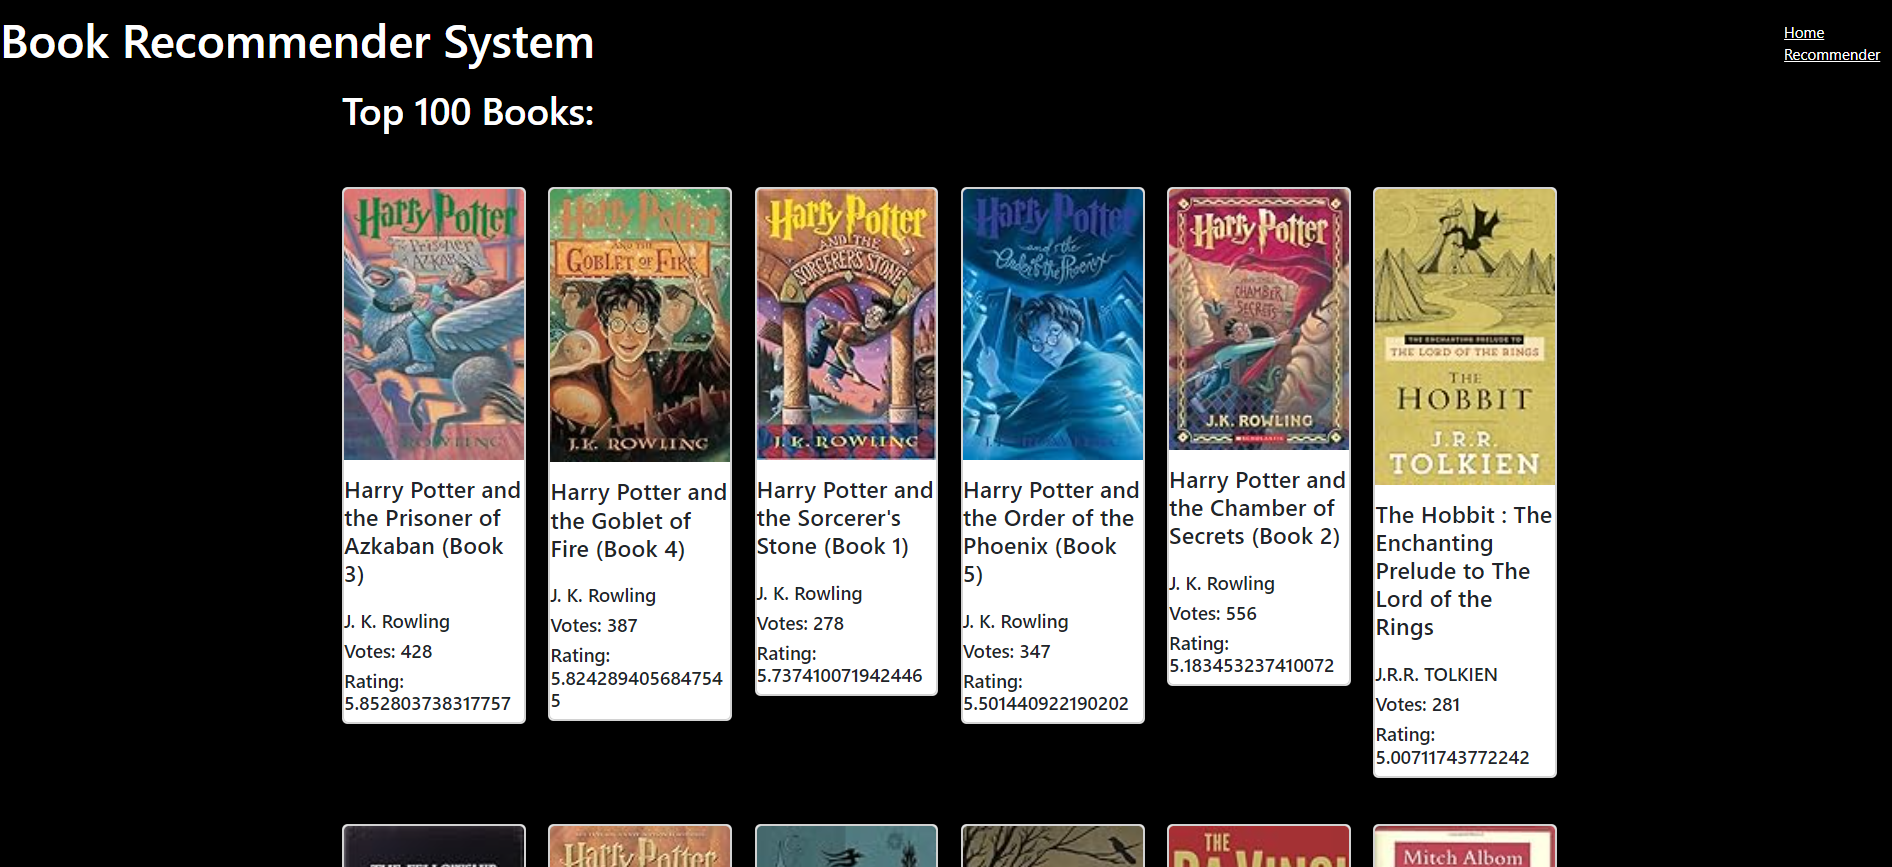 Book Recommender System
Home
Recommender
Top 100 Books:
Harry Potter
Prisoner
of AZKABAN
ROWLING
Harry Potter and
the Prisoner of
Azkaban (Book
3)
J. K. Rowling
Votes: 428
Rating:
5.852803738317757
Harry Potter
AND THE
GOBLET OF FIRE
J.K. ROWLING
Harry Potter and
the Goblet of
Fire (Book 4)
J. K. Rowling
Votes: 387
Rating:
5.824289405684754
5
Harry Potter
AND THE
SORCERER'S STONE
J.K. ROWLING
Harry Potter and
the Sorcerer's
Stone (Book 1)
J. K. Rowling
Votes: 278
Rating:
5.737410071942446
Harry Potter
and the
Order of the Phoenix
Harry Potter and
the Order of the
Phoenix (Book
5)
J. K. Rowling
Votes: 347
Rating:
5.501440922190202
Harry Potter
CHAMBER
SECRETS
J.K. ROWLING
SCHOLASTIC
Harry Potter and
the Chamber of
Secrets (Book 2)
J. K. Rowling
Votes: 556
Rating:
5.183453237410072
THE ENCHANTING PRELUDE TO
THE LORD OF THE RINGS
THE
HOBBIT
J.R.R.
TOLKIEN
The Hobbit : The
Enchanting
Prelude to The
Lord of the
Rings
J.R.R. TOLKIEN
Votes: 281
Rating:
5.00711743772242
Harry Potter
THE
DA VINCI
Mitch Albom